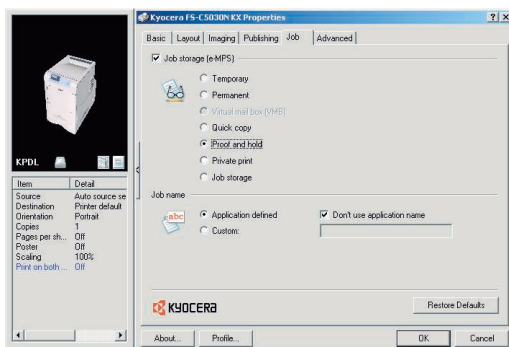 Kyocera FS-C5030N KX Properties
Basic Layout Imaging Publishing Job Advanced
Job storage (e-MPS)
Temporary
Permanent
Virtual mail box (VMB)
Quick copy
Proof and hold
Private print
Job storage
KPDL
Item Detail
Source Auto source se
Destination Printer default
Orientation Portrait
Copies 1
Pages per sh... Off
Poster Off
Scaling 100%
Print on both ... Off
Job name
abc
Application defined
Don't use application name
Custom:
KYOCERA
Restore Defaults
About... Profile... OK Cancel